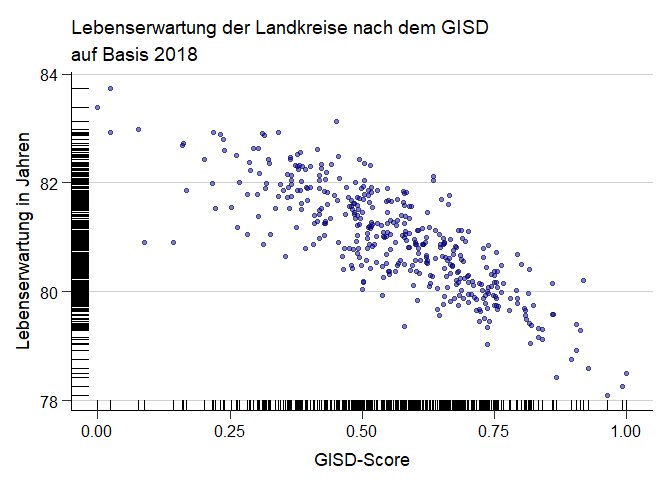 Lebenserwartung der Landkreise nach dem GISD
auf Basis 2018
84
82
80
78
Lebenserwartung in Jahren
0.00 0.25 0.50 0.75 1.00
GISD-Score